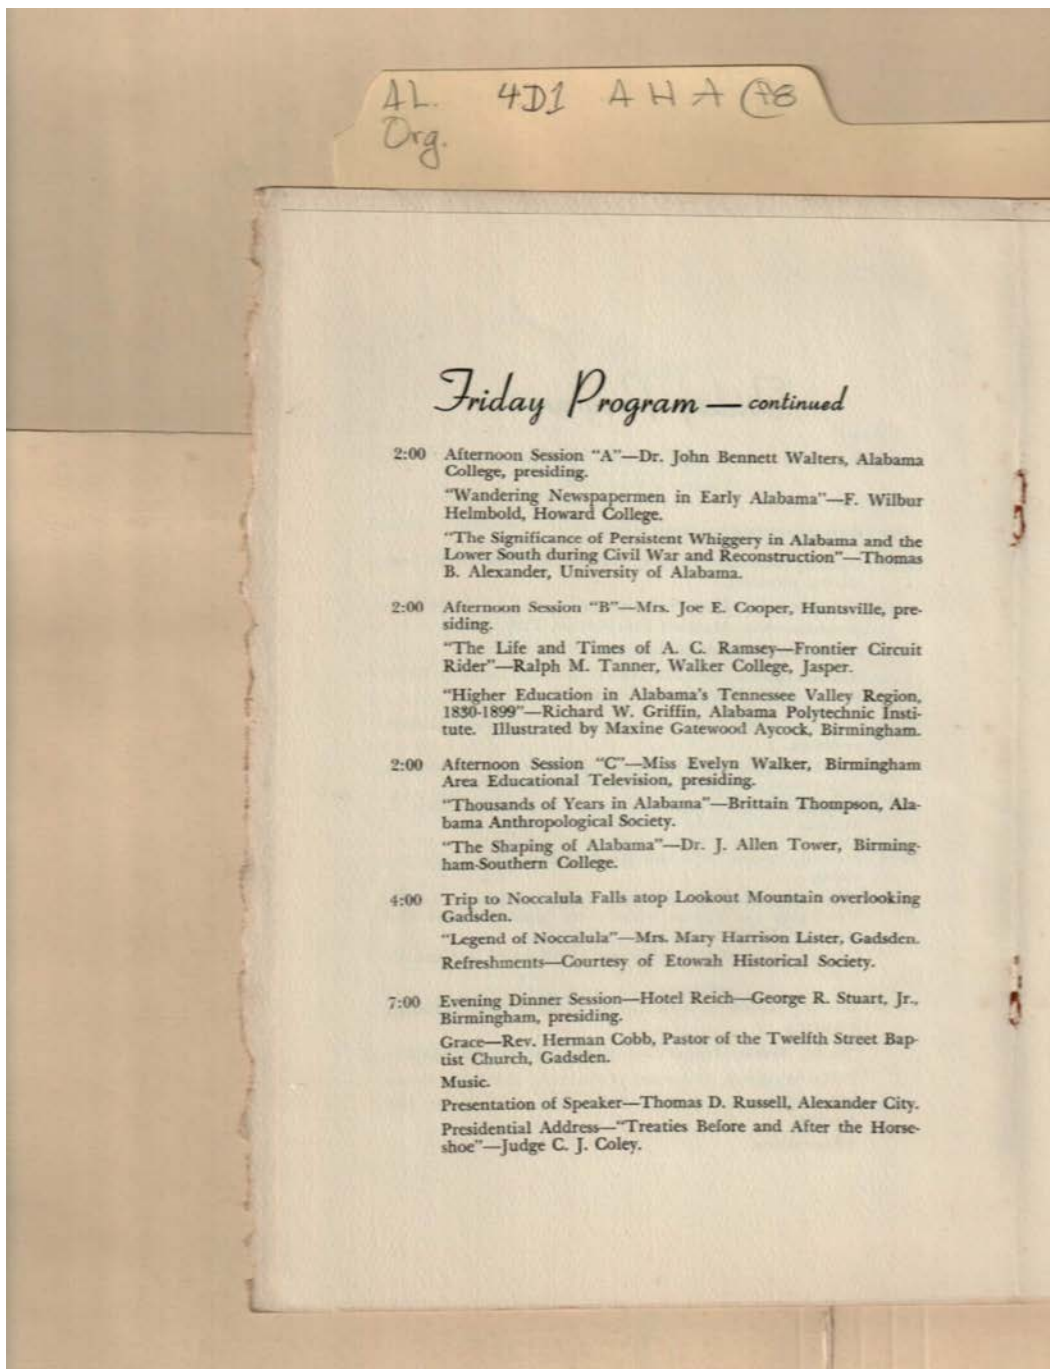 AL. 4D1 A H A
Org.
Friday Program — continued
2:00 Afternoon Session "A"—Dr. John Bennett Walters, Alabama
College, presiding.
"Wandering Newspapermen in Early Alabama"—F. Wilbur
Helmbold, Howard College.
"The Significance of Persistent Whiggery in Alabama and the
Lower South during Civil War and Reconstruction"—Thomas
B. Alexander, University of Alabama.
2:00 Afternoon Session "B"—Mrs. Joe E. Cooper, Huntsville, pre-
siding.
"The Life and Times of A. C. Ramsey—Frontier Circuit
Rider"—Ralph M. Tanner, Walker College, Jasper.
"Higher Education in Alabama's Tennessee Valley Region,
1830-1899"—Richard W. Griffin, Alabama Polytechnic Insti-
tute. Illustrated by Maxine Gatewood Aycock, Birmingham.
2:00 Afternoon Session "C"—Miss Evelyn Walker, Birmingham
Area Educational Television, presiding.
"Thousands of Years in Alabama"—Brittain Thompson, Ala-
bama Anthropological Society.
"The Shaping of Alabama"—Dr. J. Allen Tower, Birming-
ham-Southern College.
4:00 Trip to Noccalula Falls atop Lookout Mountain overlooking
Gadsden.
"Legend of Noccalula"—Mrs. Mary Harrison Lister, Gadsden.
Refreshments—Courtesy of Etowah Historical Society.
7:00 Evening Dinner Session—Hotel Reich—George R. Stuart, Jr.,
Birmingham, presiding.
Grace—Rev. Herman Cobb, Pastor of the Twelfth Street Bap-
tist Church, Gadsden.
Music.
Presentation of Speaker—Thomas D. Russell, Alexander City.
Presidential Address—"Treaties Before and After the Horse-
shoe"—Judge C. J. Coley.